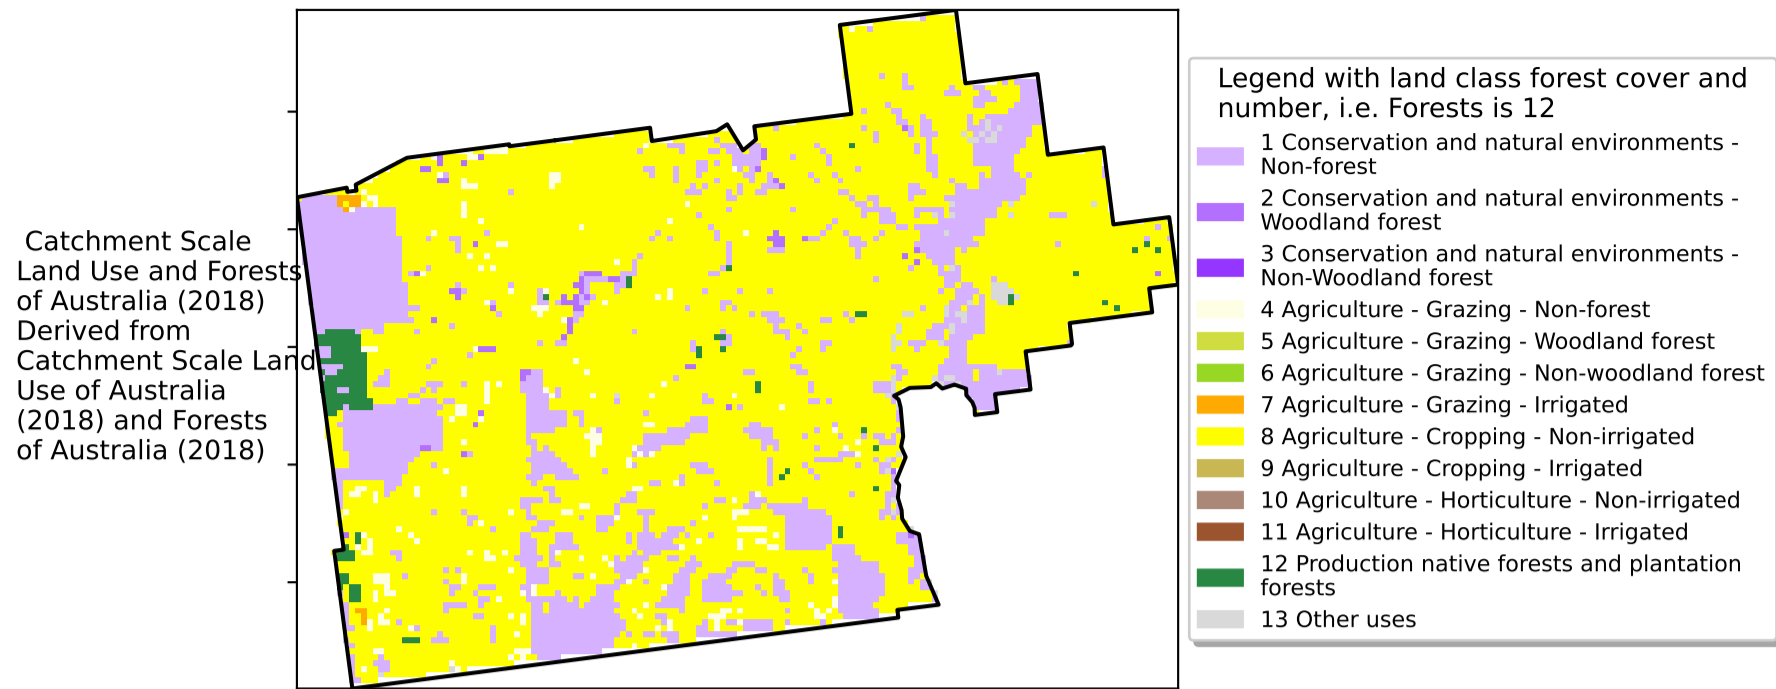 Catchment Scale
Land Use and Forests
of Australia (2018)
Derived from
Catchment Scale Land
Use of Australia
(2018) and Forests
of Australia (2018)
Legend with land class forest cover and
number, i.e. Forests is 12
1 Conservation and natural environments -
Non-forest
2 Conservation and natural environments -
Woodland forest
3 Conservation and natural environments -
Non-Woodland forest
4 Agriculture - Grazing - Non-forest
5 Agriculture - Grazing - Woodland forest
6 Agriculture - Grazing - Non-woodland forest
7 Agriculture - Grazing - Irrigated
8 Agriculture - Cropping - Non-irrigated
9 Agriculture - Cropping - Irrigated
10 Agriculture - Horticulture - Non-irrigated
11 Agriculture - Horticulture - Irrigated
12 Production native forests and plantation
forests
13 Other uses